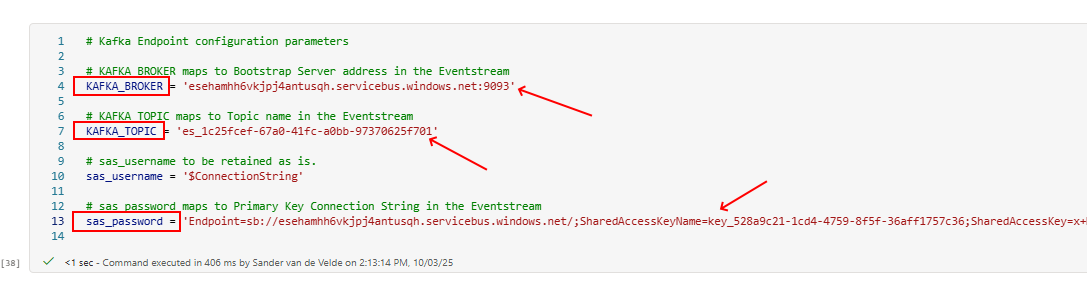 1 # Kafka Endpoint configuration parameters
2
3 # KAFKA_BROKER maps to Bootstrap Server address in the Eventstream
4 KAFKA_BROKER = 'esehamhh6vkjpj4antusqh.servicebus.windows.net:9093'
5
6 # KAFKA_TOPIC maps to Topic name in the Eventstream
7 KAFKA_TOPIC = 'es_1c25fcef-67a0-41fc-a0bb-97370625f701'
8
9 # sas_username to be retained as is.
10 sas_username = '$ConnectionString'
11
12 # sas_password maps to Primary Key Connection String in the Eventstream
13 sas_password = 'Endpoint=sb://esehamhh6vkjpj4antusqh.servicebus.windows.net/;SharedAccessKeyName=key_528a9c21-1cd4-4759-8f5f-36aff1757c36;SharedAccessKey=x+
14
[38] <1 sec - Command executed in 406 ms by Sander van de Velde on 2:13:14 PM, 10/03/25